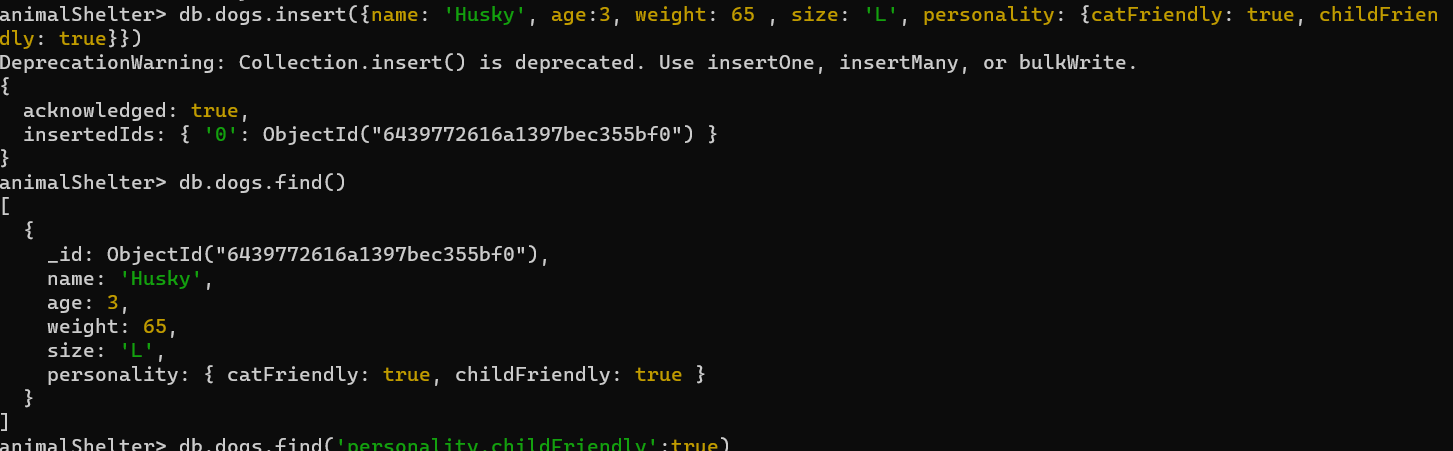 animalShelter> db.dogs.insert({name: 'Husky', age:3, weight: 65 , size: 'L', personality: {catFriendly: true, childFrien
dly: true}})
DeprecationWarning: Collection.insert() is deprecated. Use insertOne, insertMany, or bulkWrite.
{
  acknowledged: true,
  insertedIds: { '0': ObjectId("6439772616a1397bec355bf0") }
}
animalShelter> db.dogs.find()
[
  {
    _id: ObjectId("6439772616a1397bec355bf0"),
    name: 'Husky',
    age: 3,
    weight: 65,
    size: 'L',
    personality: { catFriendly: true, childFriendly: true }
  }
]
animalShelter> db.dogs.find('personality.childFriendly':true)